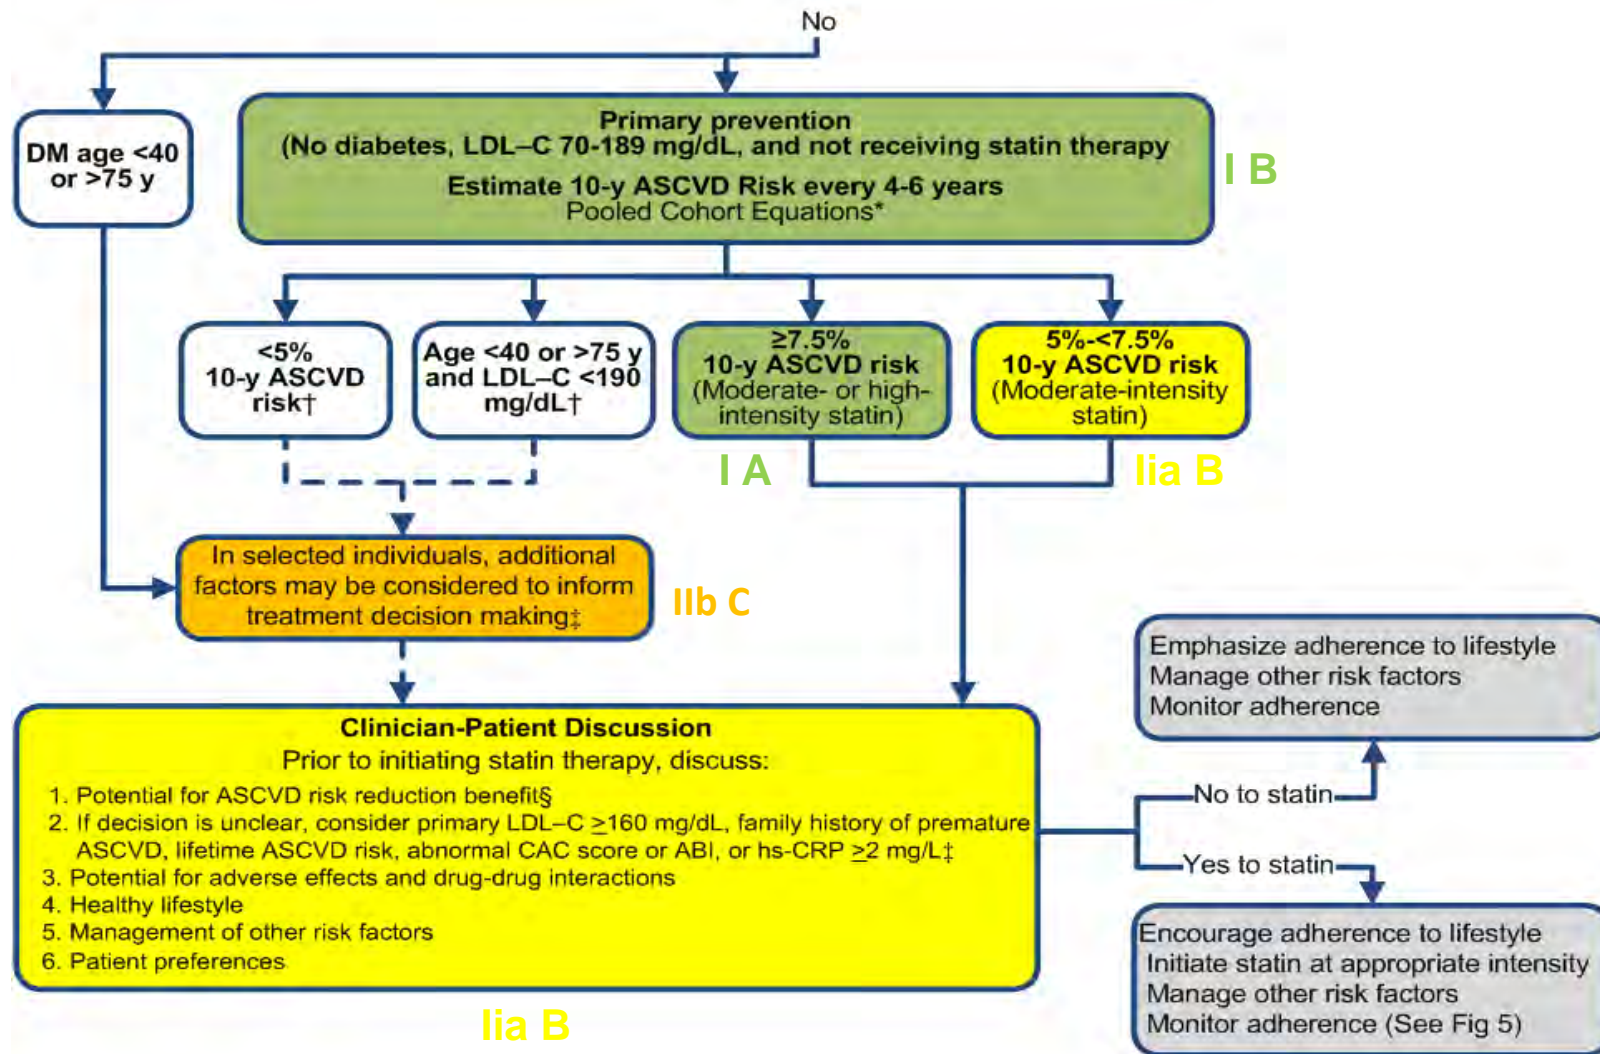 No
DM age <40
or >75 y
Primary prevention
(No diabetes, LDL–C 70-189 mg/dL, and not receiving statin therapy
Estimate 10-y ASCVD Risk every 4-6 years
Pooled Cohort Equations*
I B
<5%
10-y ASCVD
risk†
Age <40 or >75 y
and LDL–C <190
mg/dL†
≥7.5%
10-y ASCVD risk
(Moderate- or high-
intensity statin)
5%-<7.5%
10-y ASCVD risk
(Moderate-intensity
statin)
I A
Iia B
In selected individuals, additional
factors may be considered to inform
treatment decision making‡
IIb C
Clinician-Patient Discussion
Prior to initiating statin therapy, discuss:
1. Potential for ASCVD risk reduction benefit§
2. If decision is unclear, consider primary LDL–C ≥160 mg/dL, family history of premature
ASCVD, lifetime ASCVD risk, abnormal CAC score or ABI, or hs-CRP ≥2 mg/L‡
3. Potential for adverse effects and drug-drug interactions
4. Healthy lifestyle
5. Management of other risk factors
6. Patient preferences
Iia B
Emphasize adherence to lifestyle
Manage other risk factors
Monitor adherence
No to statin
Yes to statin
Encourage adherence to lifestyle
Initiate statin at appropriate intensity
Manage other risk factors
Monitor adherence (See Fig 5)